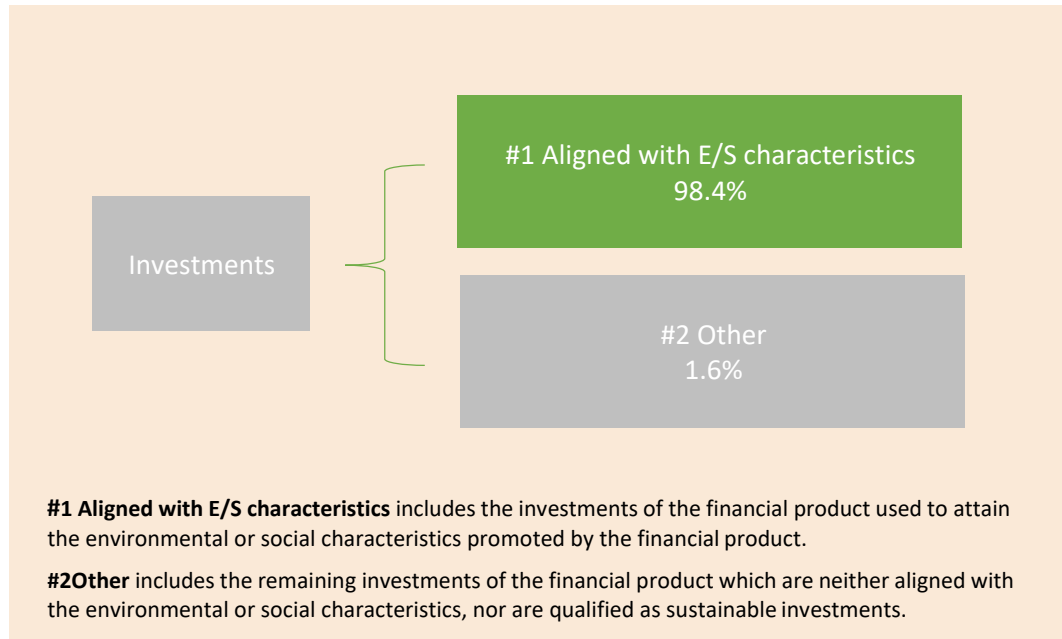 #1 Aligned with E/S characteristics
98.4%
Investments
#2 Other
1.6%
#1 Aligned with E/S characteristics includes the investments of the financial product used to attain
the environmental or social characteristics promoted by the financial product.
#2Other includes the remaining investments of the financial product which are neither aligned with
the environmental or social characteristics, nor are qualified as sustainable investments.